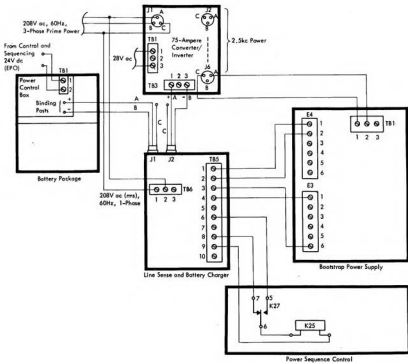 208V ac, 60Hz,
3-Phase Prime Power
J1
A
C
B
J2
C
A
B
75-Ampere
Converter/
Inverter
2.5kc Power
28V ac
TB1
1
2
3
J6
C
A
B
TB3
1 2 3
+ A - B
From Control and
Sequencing
24V dc
(EPO)
TB1
1
2
Power
Control
Box
Binding
Posts
+
-
A
B
C
C
Battery Package
J1
J2
208V ac (rms),
60Hz, 1-Phase
1 2 3
TB6
TB5
1
2
3
4
5
6
7
8
9
10
Line Sense and Battery Charger
E4
1
2
3
4
5
6
TB1
1 2 3
E3
1
2
3
4
5
6
Bootstrap Power Supply
7
5
K27
6
K25
Power Sequence Control